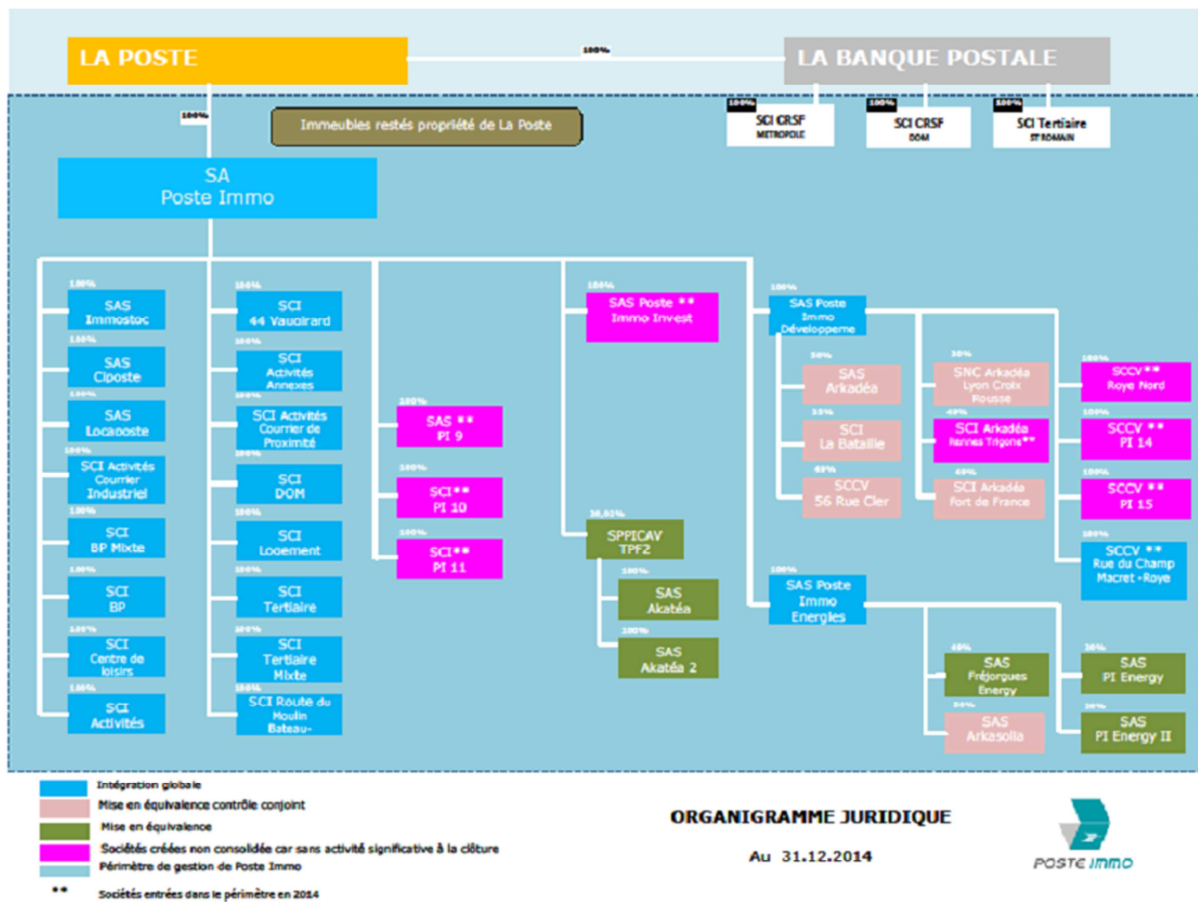 LA POSTE
100%
LA BANQUE POSTALE
100%
SCI CRSF
METROPOLE
100%
SCI CRSF
DOM
100%
SCI Tertiaire
ST ROMAIN
100%
Immeubles restés propriété de La Poste
SA
Poste Immo
100%
SAS
Immostoc
100%
SAS
Ciposte
100%
SAS
Locaposte
100%
SCI Activités
Courrier
Industriel
100%
SCI
BP Mixte
100%
SCI
BP
100%
SCI
Centre de
loisirs
100%
SCI
Activités
100%
SCI
44 Vaugirard
100%
SCI
Activités
Annexes
100%
SCI Activités
Courrier de
Proximité
100%
SCI
DOM
100%
SCI
Logement
100%
SCI
Tertiaire
100%
SCI
Tertiaire
Mixte
100%
SCI Route du
Moulin
Bateau-
100%
SAS **
PI 9
100%
SCI**
PI 10
100%
SCI**
PI 11
100%
SAS Poste **
Immo Invest
SPPICAV
TPF2
100%
SAS
Akatéa
100%
SAS
Akatéa 2
100%
SAS Poste
Immo
Développeme
50%
SAS
Arkadéa
SCI
La Bataille
SCCV
56 Rue Cler
SNC Arkadéa
Lyon Croix
Rousse
SCI Arkadéa
Rennes Trigone**
SCI Arkadéa
Fort de France
100%
SCCV**
Roye Nord
100%
SCCV **
PI 14
100%
SCCV **
PI 15
100%
SCCV **
Rue du Champ
Macret -Roye
100%
SAS Poste
Immo
Energies
SAS
Fréjorgues
Energy
SAS
Arkasolia
SAS
PI Energy
SAS
PI Energy II
Intégration globale
Mise en équivalence contrôle conjoint
Mise en équivalence
Sociétés créées non consolidée car sans activité significative à la clôture
Périmètre de gestion de Poste Immo
** Sociétés entrées dans le périmètre en 2014
ORGANIGRAMME JURIDIQUE
Au 31.12.2014
POSTE IMMO